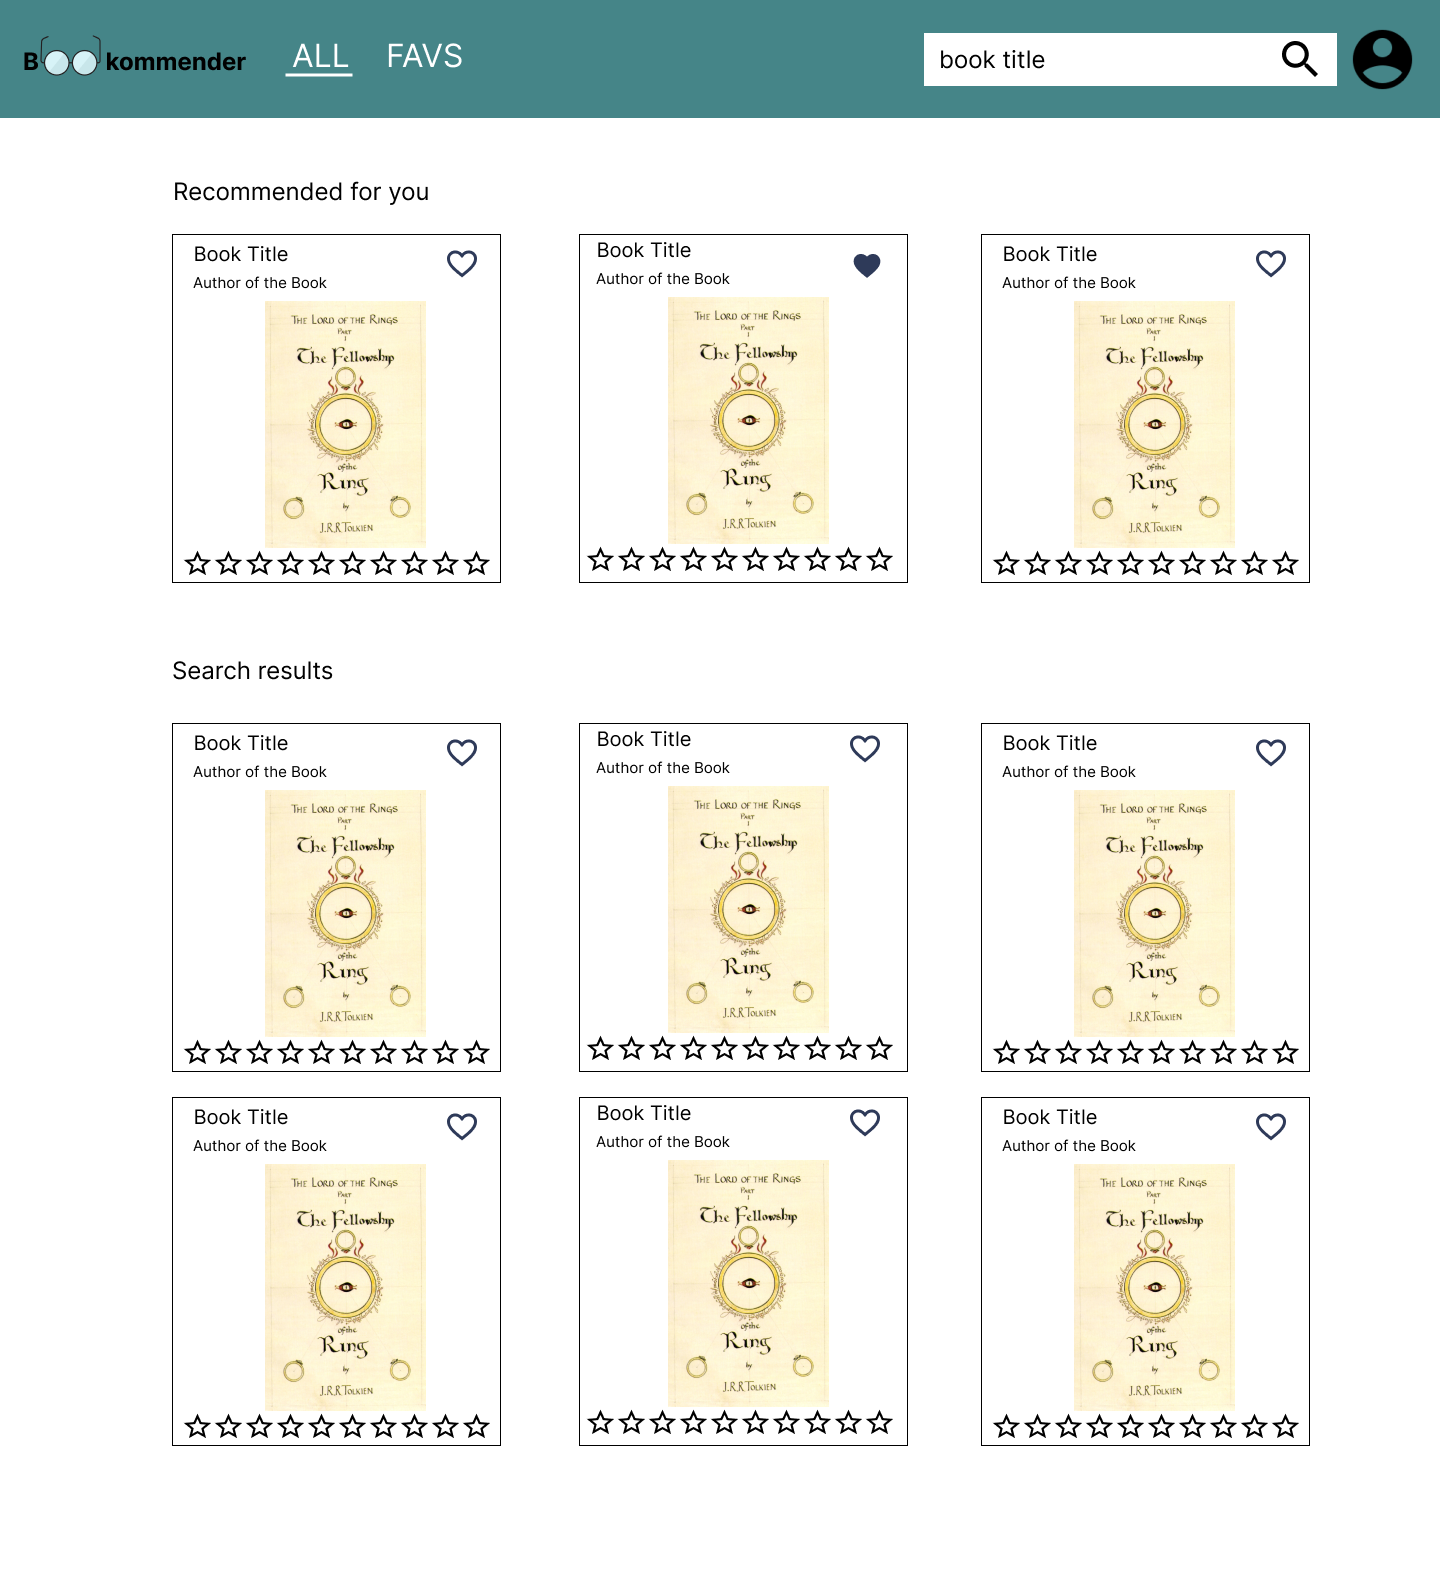 B kommender
ALL FAVS
book title
Recommended for you
Book Title
Author of the Book
THE LORD OF THE RINGS
PART
I
The Fellowship
of the
Ring
by
J.R.R TOLKIEN
Book Title
Author of the Book
THE LORD OF THE RINGS
PART
I
The Fellowship
of the
Ring
by
J.R.R TOLKIEN
Book Title
Author of the Book
THE LORD OF THE RINGS
PART
I
The Fellowship
of the
Ring
by
J.R.R TOLKIEN
Search results
Book Title
Author of the Book
THE LORD OF THE RINGS
PART
I
The Fellowship
of the
Ring
by
J.R.R TOLKIEN
Book Title
Author of the Book
THE LORD OF THE RINGS
PART
I
The Fellowship
of the
Ring
by
J.R.R TOLKIEN
Book Title
Author of the Book
THE LORD OF THE RINGS
PART
I
The Fellowship
of the
Ring
by
J.R.R TOLKIEN
Book Title
Author of the Book
THE LORD OF THE RINGS
PART
I
The Fellowship
of the
Ring
by
J.R.R TOLKIEN
Book Title
Author of the Book
THE LORD OF THE RINGS
PART
I
The Fellowship
of the
Ring
by
J.R.R TOLKIEN
Book Title
Author of the Book
THE LORD OF THE RINGS
PART
I
The Fellowship
of the
Ring
by
J.R.R TOLKIEN